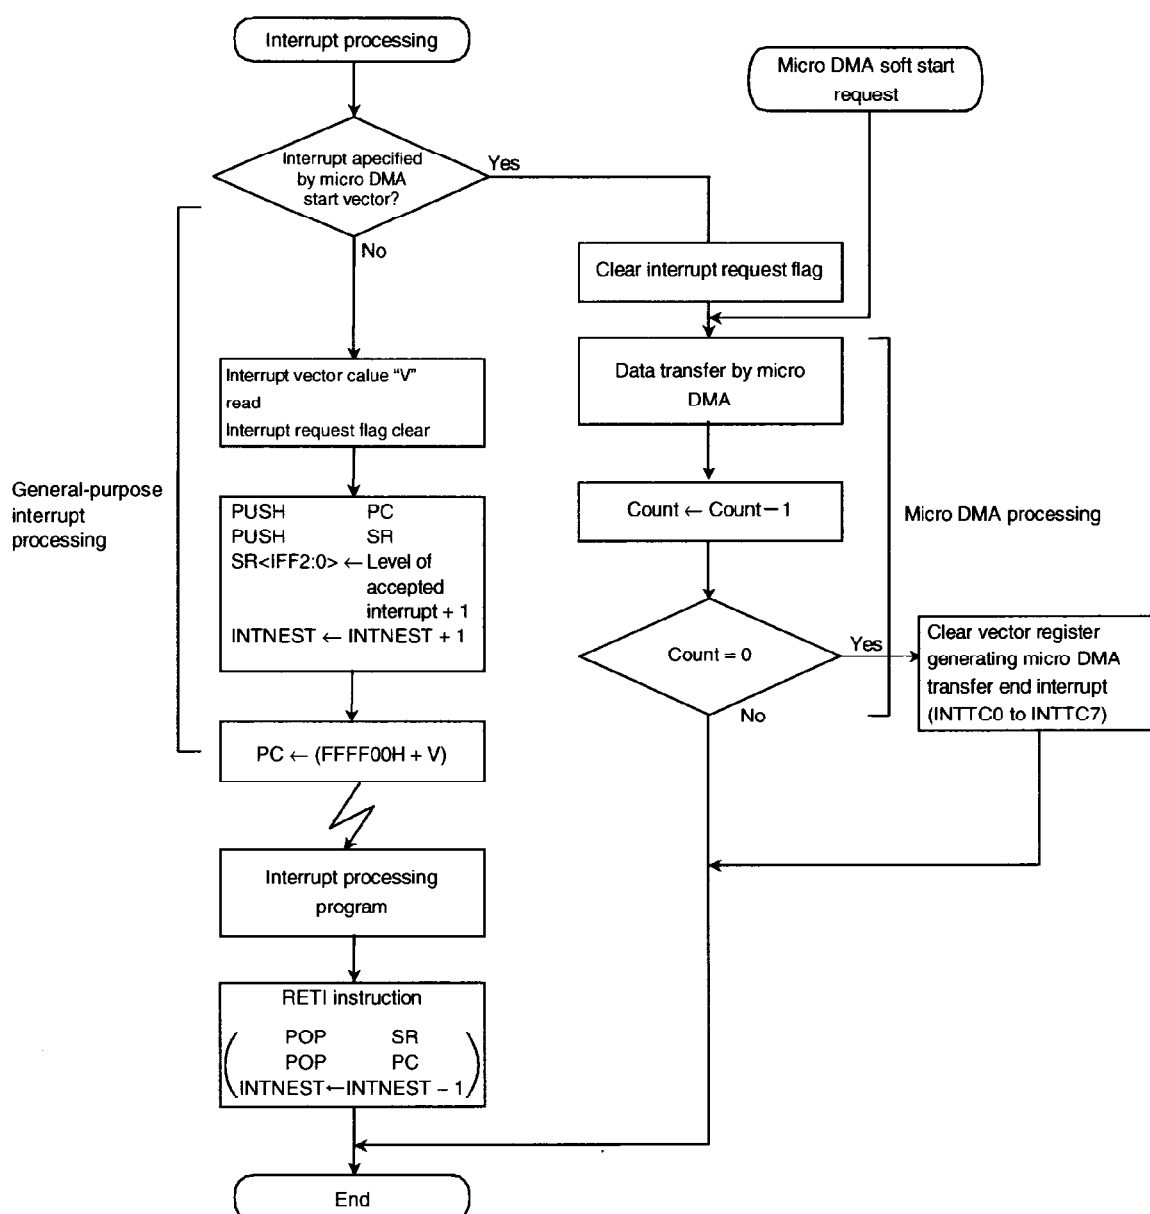 Interrupt processing
Micro DMA soft start
request
Interrupt apecified
by micro DMA
start vector?
Yes
No
Clear interrupt request flag
Interrupt vector calue “V”
read
Interrupt request flag clear
Data transfer by micro
DMA
General-purpose
interrupt
processing
PUSH PC
PUSH SR
SR<IFF2:0> ← Level of
accepted
interrupt + 1
INTNEST ← INTNEST + 1
Count ← Count – 1
Micro DMA processing
Count = 0
Yes
No
Clear vector register
generating micro DMA
transfer end interrupt
(INTTC0 to INTTC7)
PC ← (FFFF00H + V)
Interrupt processing
program
RETI instruction
POP SR
POP PC
INTNEST←INTNEST – 1
End